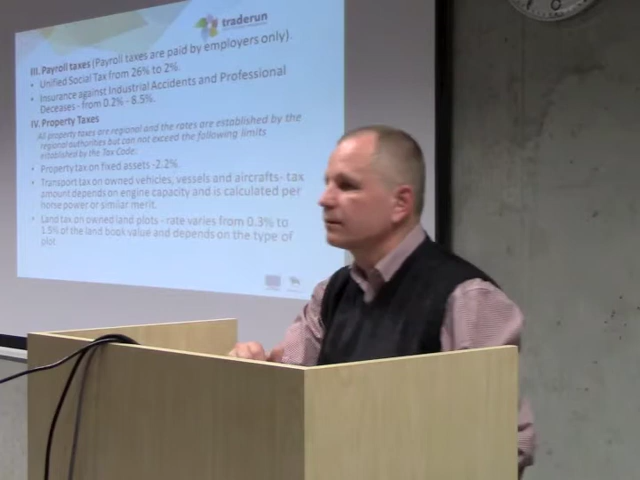 traderun
III. Payroll taxes (Payroll taxes are paid by employers only).
• Unified Social Tax from 26% to 2%.
• Insurance against Industrial Accidents and Professional
Deceases - from 0.2% - 8.5%.
IV. Property Taxes
All property taxes are regional and the rates are established by the
regional authorities but can not exceed the following limits
established by the Tax Code:
• Property tax on fixed assets -2.2%.
• Transport tax on owned vehicles, vessels and aircrafts- tax
amount depends on engine capacity and is calculated per
horse power or similar merit.
• Land tax on owned land plots - rate varies from 0.3% to
1.5% of the land book value and depends on the type of
plot.